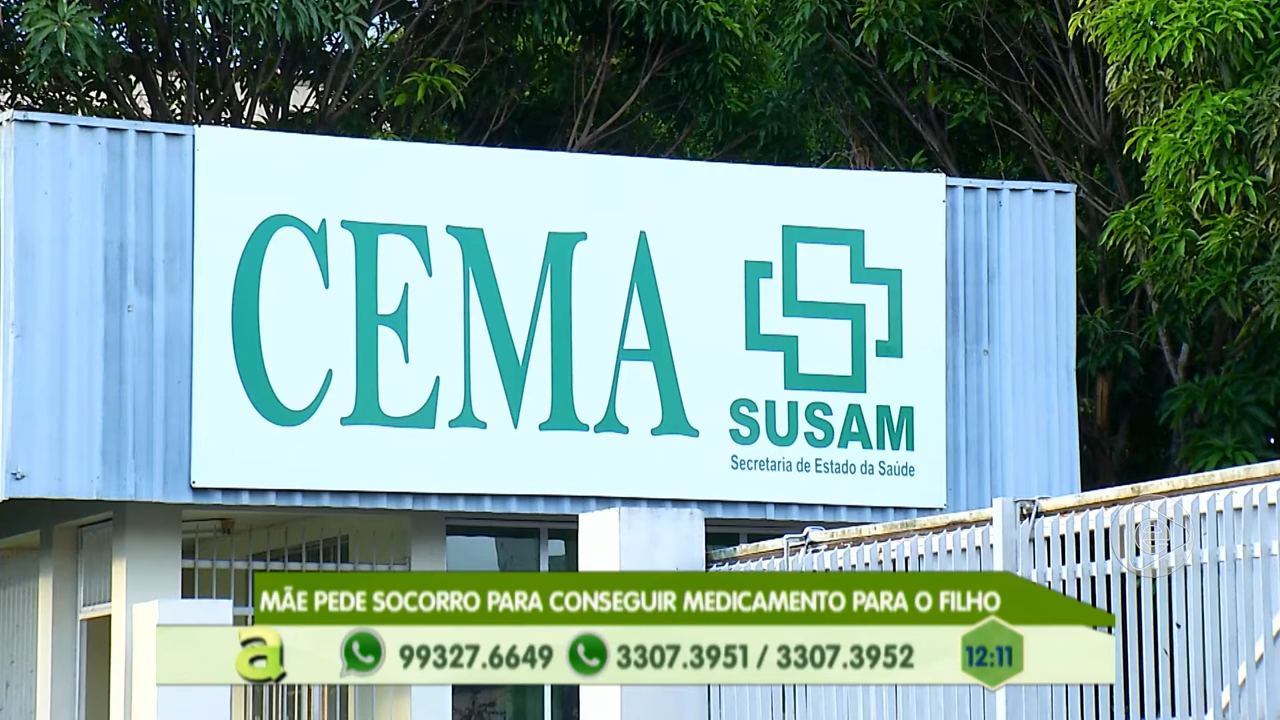 CEMA
SUSAM
Secretaria de Estado da Saúde
MÃE PEDE SOCORRO PARA CONSEGUIR MEDICAMENTO PARA O FILHO
a 99327.6649 3307.3951 / 3307.3952 12:11
e